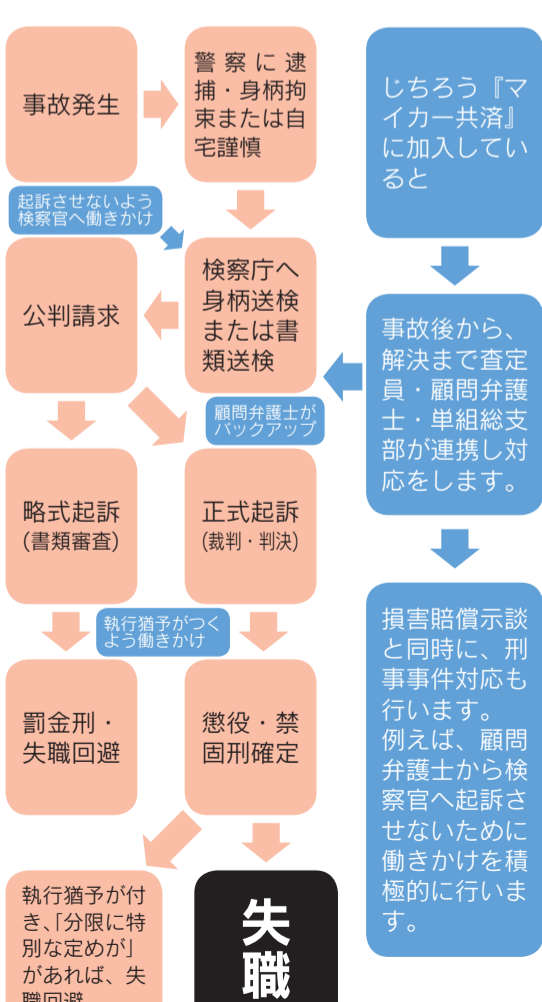 事故発生
警察に逮
捕・身柄拘
束または自
宅謹慎
じちろう『マ
イカー共済』
に加入してい
ると
起訴させないよう
検察官へ働きかけ
公判請求
検察庁へ
身柄送検
または書
類送検
事故後から、
解決まで査定
員・顧問弁護
士・単組総支
部が連携し対
応をします。
顧問弁護士が
バックアップ
略式起訴
(書類審査)
正式起訴
(裁判・判決)
執行猶予がつく
よう働きかけ
損害賠償示談
と同時に、刑
事事件対応も
行います。
例えば、顧問
弁護士から検
察官へ起訴さ
せないために
働きかけを積
極的に行いま
す。
罰金刑・
失職回避
懲役・禁
固刑確定
執行猶予が付
き、「分限に特
別な定めが」
があれば、失
職回避
失
職